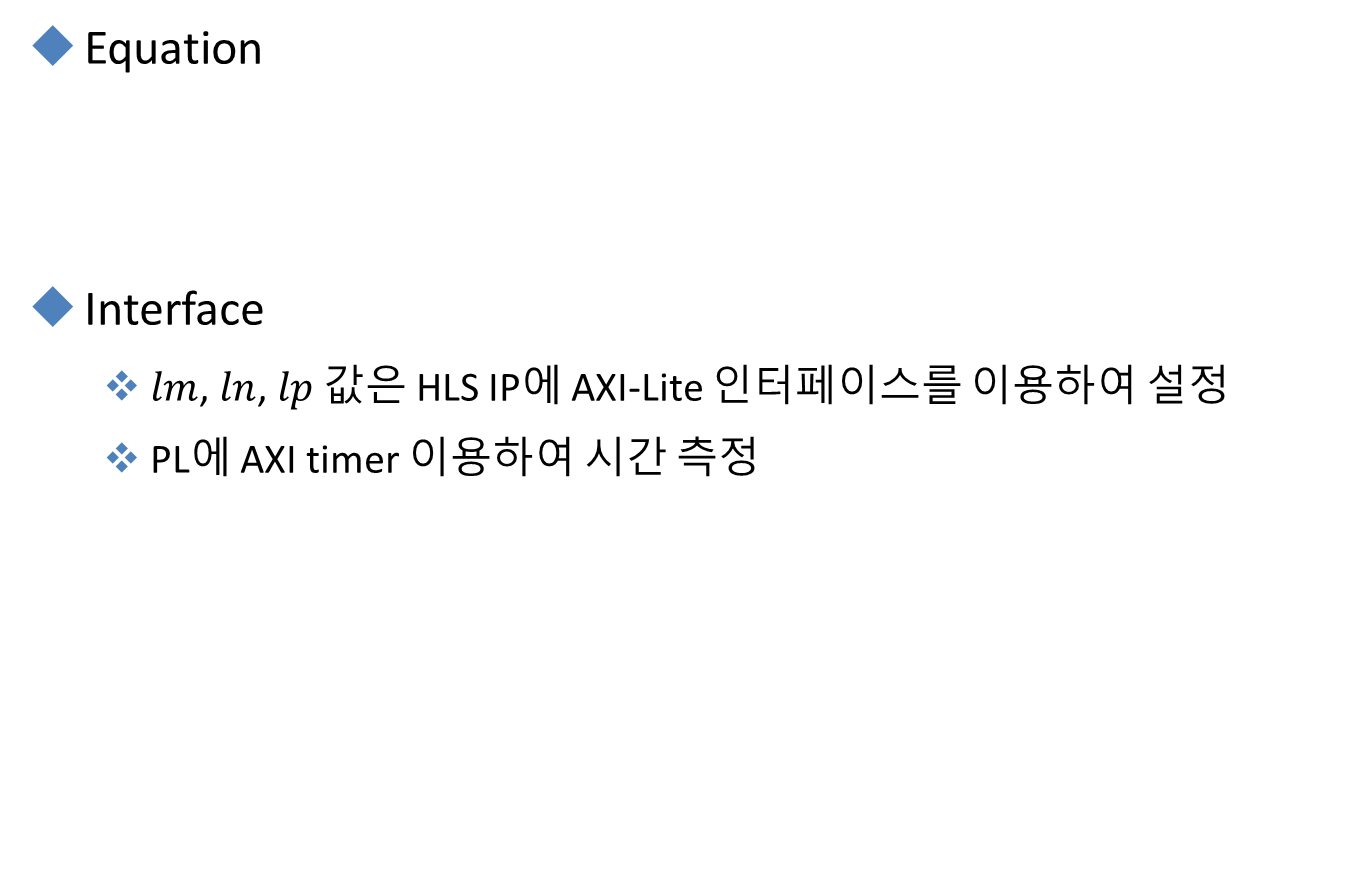 Equation
Interface
lm, ln, lp 값은 HLS IP에 AXI-Lite 인터페이스를 이용하여 설정
PL에 AXI timer 이용하여 시간 측정